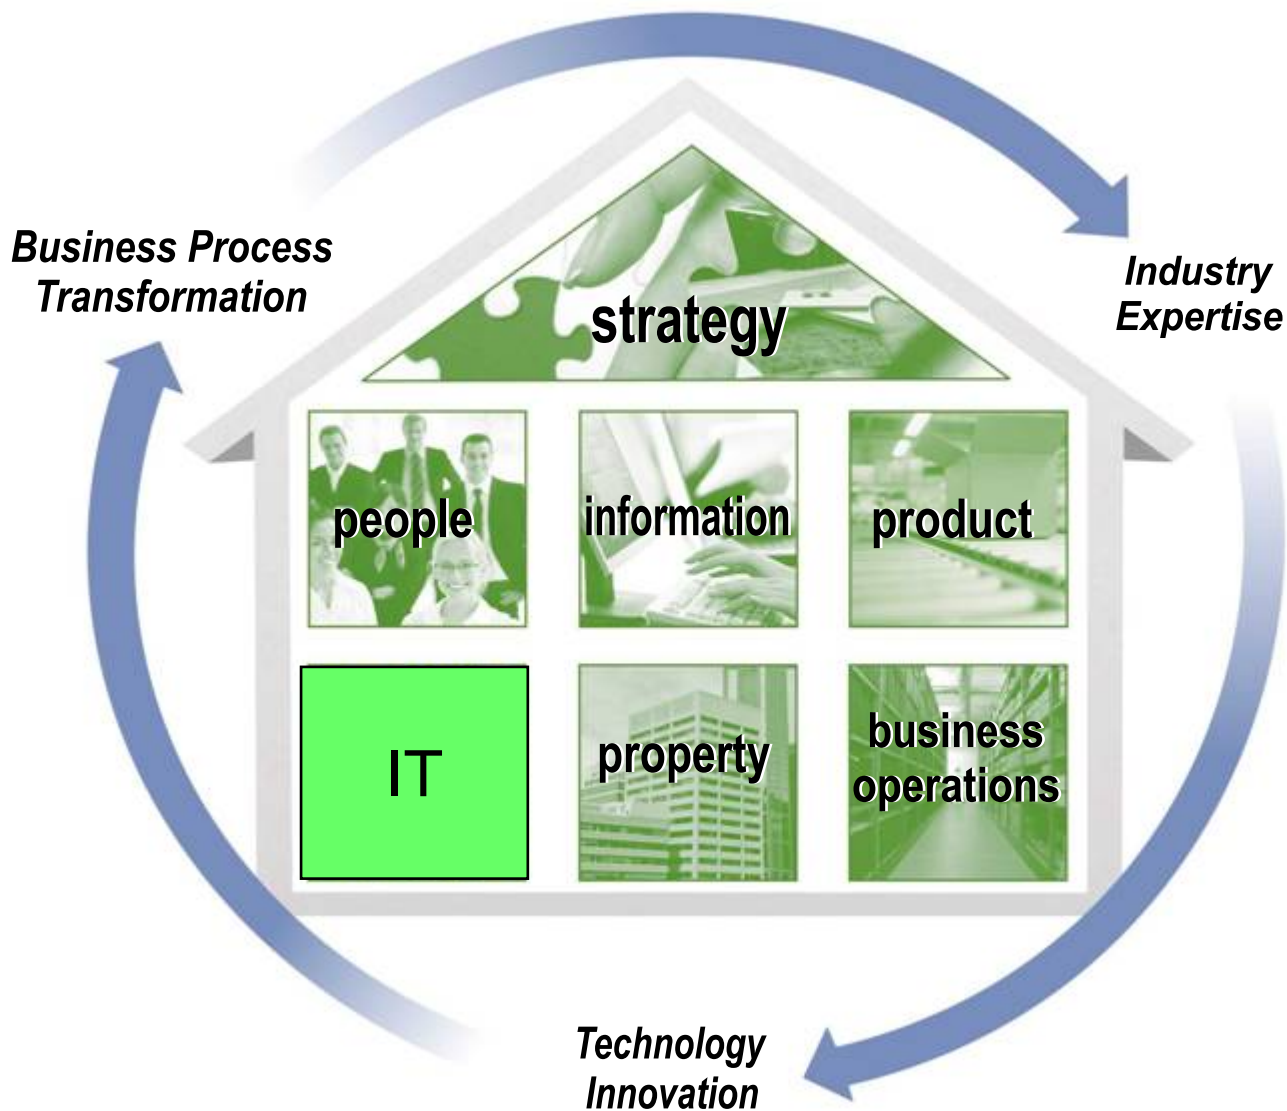 Business Process
Transformation
Industry
Expertise
strategy
people
information
product
IT
property
business
operations
Technology
Innovation